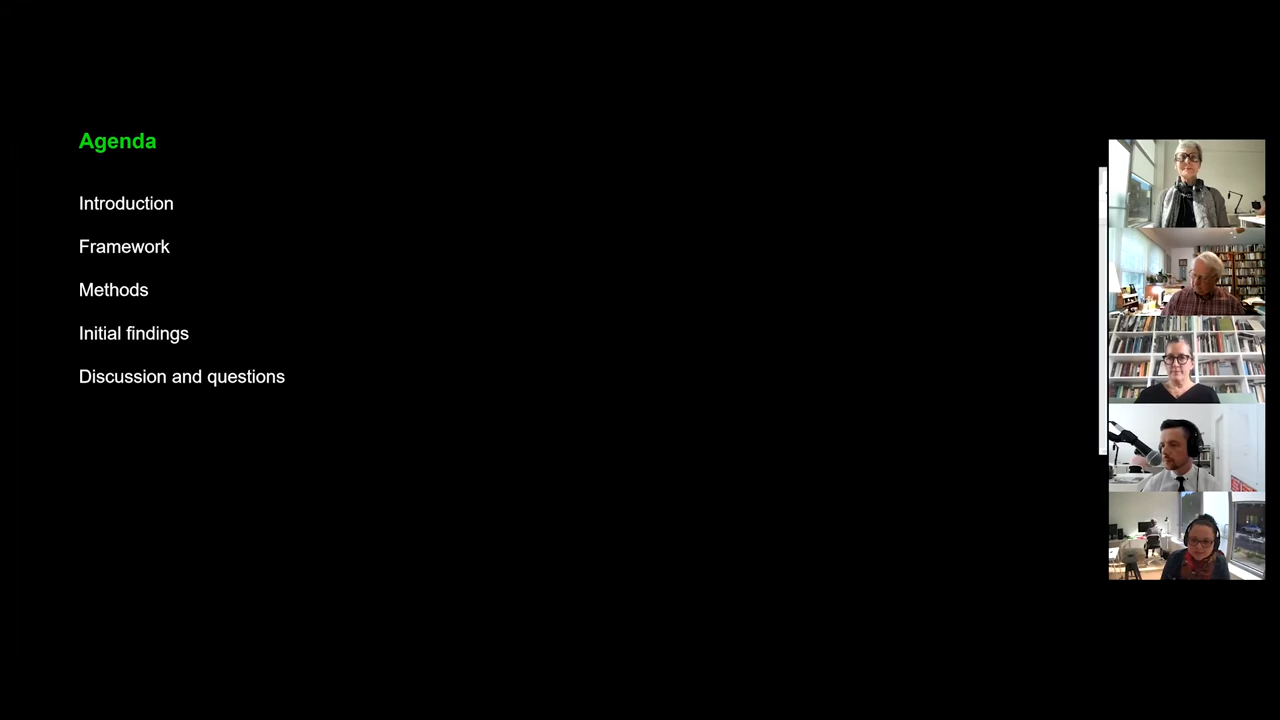 Agenda
Introduction
Framework
Methods
Initial findings
Discussion and questions